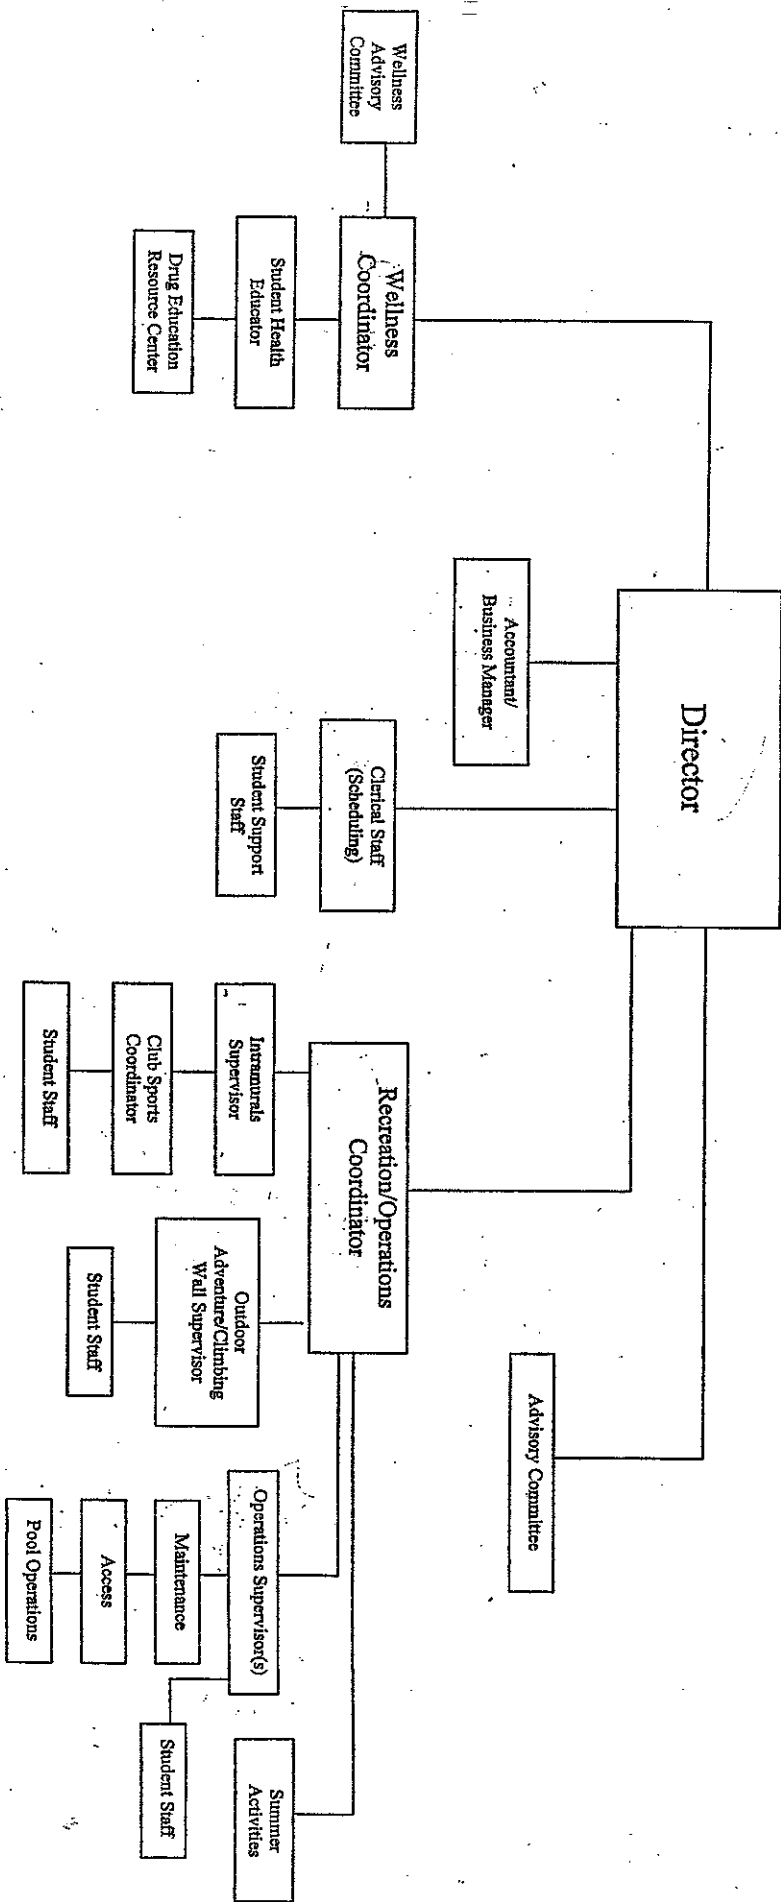 Director
Wellness
Advisory
Committee
Wellness
Coordinator
Student Health
Educator
Drug Education
Resource Center
Accountant/
Business Manager
Clerical Staff
(Scheduling)
Student Support
Staff
Advisory Committee
Recreation/Operations
Coordinator
Intramurals
Supervisor
Club Sports
Coordinator
Student Staff
Outdoor
Adventure/Climbing
Wall Supervisor
Student Staff
Operations Supervisor(s)
Maintenance
Access
Pool Operations
Student Staff
Summer
Activities